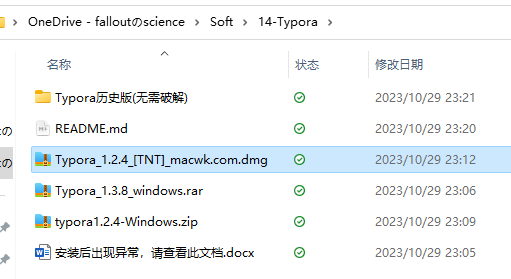 OneDrive - falloutのscience > Soft > 14-Typora >
名称 状态 修改日期
Typora历史版(无需破解) 2023/10/29 23:21
README.md 2023/10/29 23:20
Typora_1.2.4_[TNT]_macwk.com.dmg 2023/10/29 23:12
Typora_1.3.8_windows.rar 2023/10/29 23:06
typora1.2.4-Windows.zip 2023/10/29 23:09
安装后出现异常，请查看此文档.docx 2023/10/29 23:05